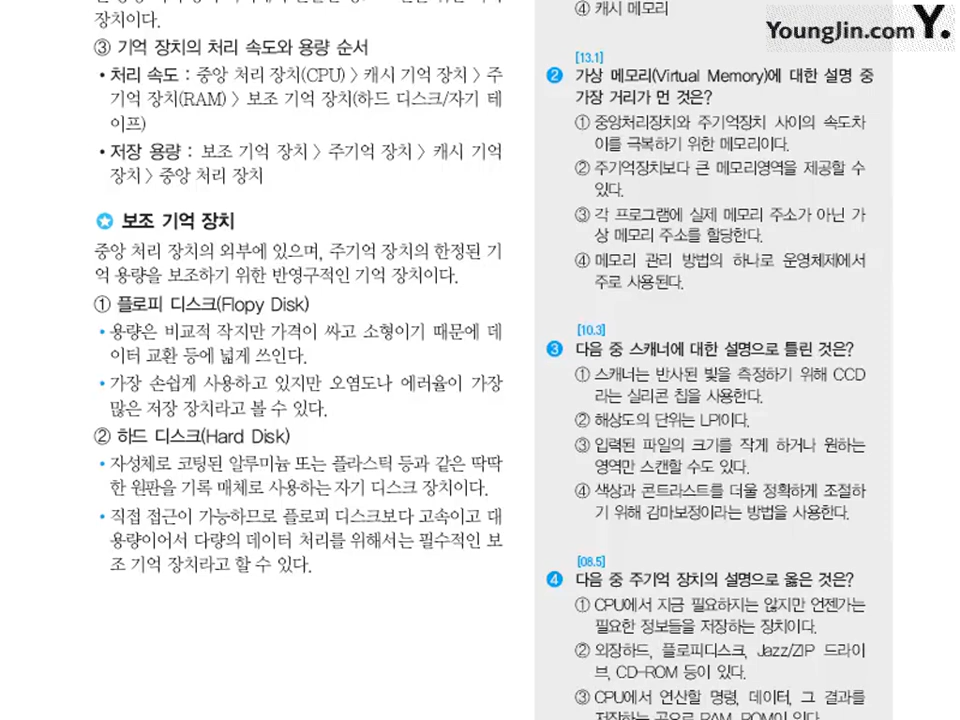 장치이다.
③ 기억 장치의 처리 속도와 용량 순서
• 처리 속도 : 중앙 처리 장치(CPU) 〉 캐시 기억 장치 〉 주
기억 장치(RAM) 〉 보조 기억 장치(하드 디스크/자기 테
이프)
• 저장 용량 : 보조 기억 장치 〉 주기억 장치 〉 캐시 기억
장치 〉 중앙 처리 장치
보조 기억 장치
중앙 처리 장치의 외부에 있으며, 주기억 장치의 한정된 기
억 용량을 보조하기 위한 반영구적인 기억 장치이다.
① 플로피 디스크(Flopy Disk)
• 용량은 비교적 작지만 가격이 싸고 소형이기 때문에 데
이터 교환 등에 넓게 쓰인다.
• 가장 손쉽게 사용하고 있지만 오염도나 에러율이 가장
많은 저장 장치라고 볼 수 있다.
② 하드 디스크(Hard Disk)
• 자성체로 코팅된 알루미늄 또는 플라스틱 등과 같은 딱딱
한 원판을 기록 매체로 사용하는 자기 디스크 장치이다.
• 직접 접근이 가능하므로 플로피 디스크보다 고속이고 대
용량이어서 다량의 데이터 처리를 위해서는 필수적인 보
조 기억 장치라고 할 수 있다.
④ 캐시 메모리
YoungJin.com Y.
[13.1]
2 가상 메모리(Virtual Memory)에 대한 설명 중
가장 거리가 먼 것은?
① 중앙처리장치와 주기억장치 사이의 속도차
이를 극복하기 위한 메모리이다.
② 주기억장치보다 큰 메모리영역을 제공할 수
있다.
③ 각 프로그램에 실제 메모리 주소가 아닌 가
상 메모리 주소를 할당한다.
④ 메모리 관리 방법의 하나로 운영체제에서
주로 사용된다.
[10.3]
3 다음 중 스캐너에 대한 설명으로 틀린 것은?
① 스캐너는 반사된 빛을 측정하기 위해 CCD
라는 실리콘 칩을 사용한다.
② 해상도의 단위는 LPI이다.
③ 입력된 파일의 크기를 작게 하거나 원하는
영역만 스캔할 수도 있다.
④ 색상과 콘트라스트를 더울 정확하게 조절하
기 위해 감마보정이라는 방법을 사용한다.
[08.5]
4 다음 중 주기억 장치의 설명으로 옳은 것은?
① CPU에서 지금 필요하지는 않지만 언젠가는
필요한 정보들을 저장하는 장치이다.
② 외장하드, 플로피디스크, Jazz/ZIP 드라이
브, CD-ROM 등이 있다.
③ CPU에서 연산할 명령, 데이터, 그 결과를
저장하는 곳으로 RAM, ROM이 있다.